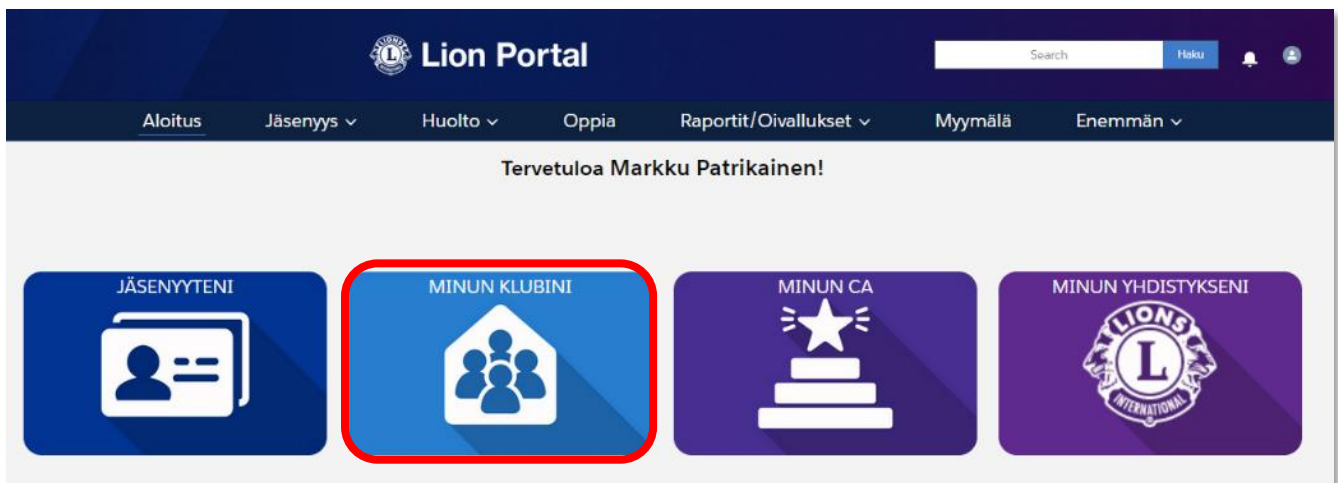 LIONS L Lion Portal Search Haku
Aloitus Jäsenyys Huolto Oppia Raportit/Oivallukset Myymälä Enemmän
Tervetuloa Markku Patrikainen!
JÄSENYYTENI MINUN KLUBINI MINUN CA MINUN YHDISTYKSENI
LIONS
L
INTERNATIONAL